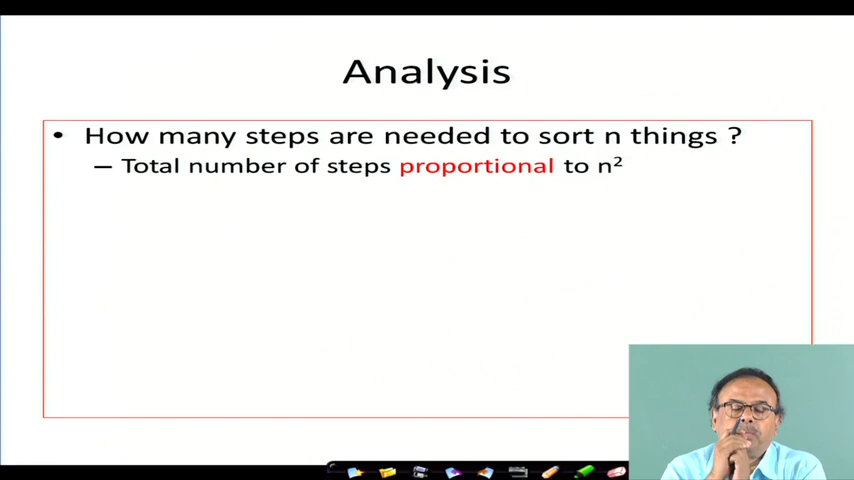 Analysis
• How many steps are needed to sort n things ?
– Total number of steps proportional to n²